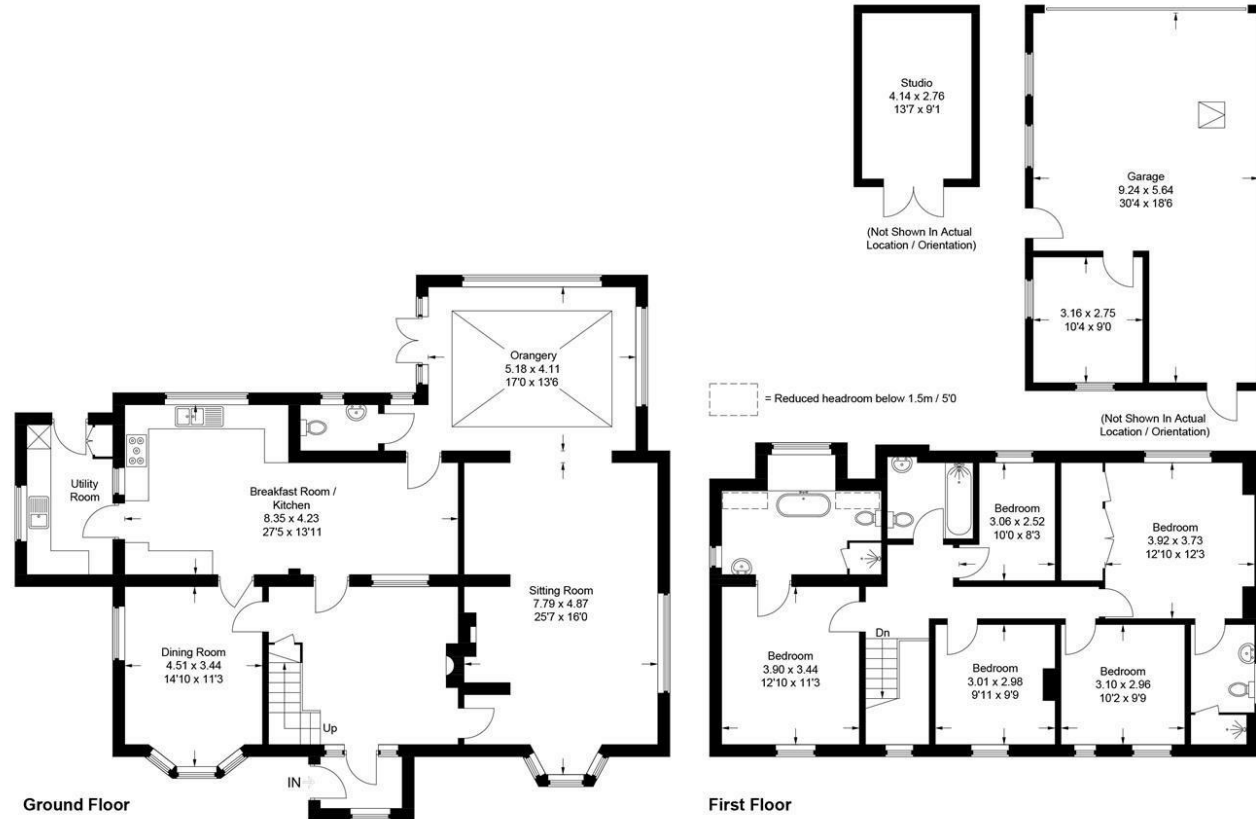 Studio
4.14 x 2.76
13'7 x 9'1
(Not Shown In Actual
Location / Orientation)
Garage
9.24 x 5.64
30'4 x 18'6
3.16 x 2.75
10'4 x 9'0
(Not Shown In Actual
Location / Orientation)
= Reduced headroom below 1.5m / 5'0
Orangery
5.18 x 4.11
17'0 x 13'6
Utility
Room
Breakfast Room /
Kitchen
8.35 x 4.23
27'5 x 13'11
Sitting Room
7.79 x 4.87
25'7 x 16'0
Dining Room
4.51 x 3.44
14'10 x 11'3
Up
IN
Ground Floor
Bedroom
3.06 x 2.52
10'0 x 8'3
Bedroom
3.92 x 3.73
12'10 x 12'3
Dn
Bedroom
3.90 x 3.44
12'10 x 11'3
Bedroom
3.01 x 2.98
9'11 x 9'9
Bedroom
3.10 x 2.96
10'2 x 9'9
First Floor